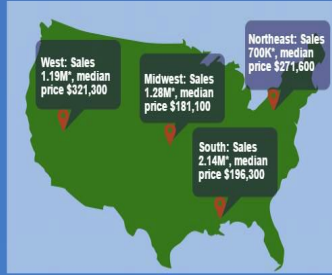 Northeast: Sales
700K*, median
price $271,600
West: Sales
1.19M*, median
price $321,300
Midwest: Sales
1.28M*, median
price $181,100
South: Sales
2.14M*, median
price $196,300